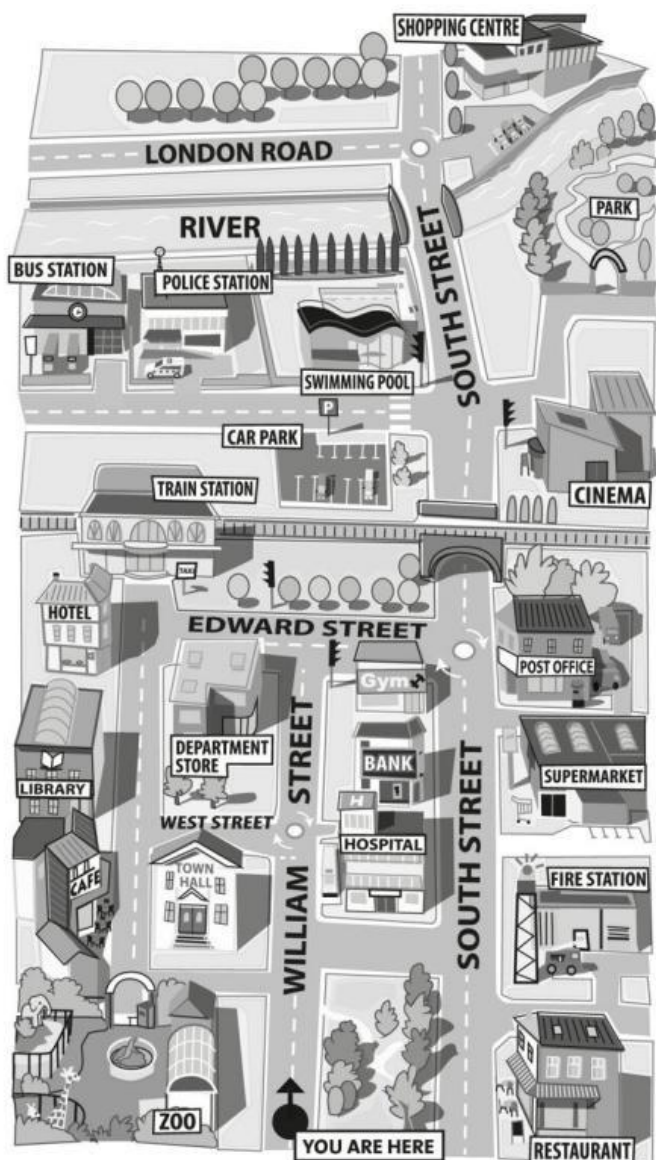 SHOPPING CENTRE
LONDON ROAD
PARK
RIVER
BUS STATION
POLICE STATION
SOUTH STREET
SWIMMING POOL
P
CAR PARK
TRAIN STATION
CINEMA
TAXI
HOTEL
EDWARD STREET
POST OFFICE
Gym
DEPARTMENT
STORE
WILLIAM STREET
BANK
SOUTH STREET
SUPERMARKET
LIBRARY
WEST STREET
H
HOSPITAL
TOWN
HALL
CAFE
FIRE STATION
ZOO
YOU ARE HERE
RESTAURANT